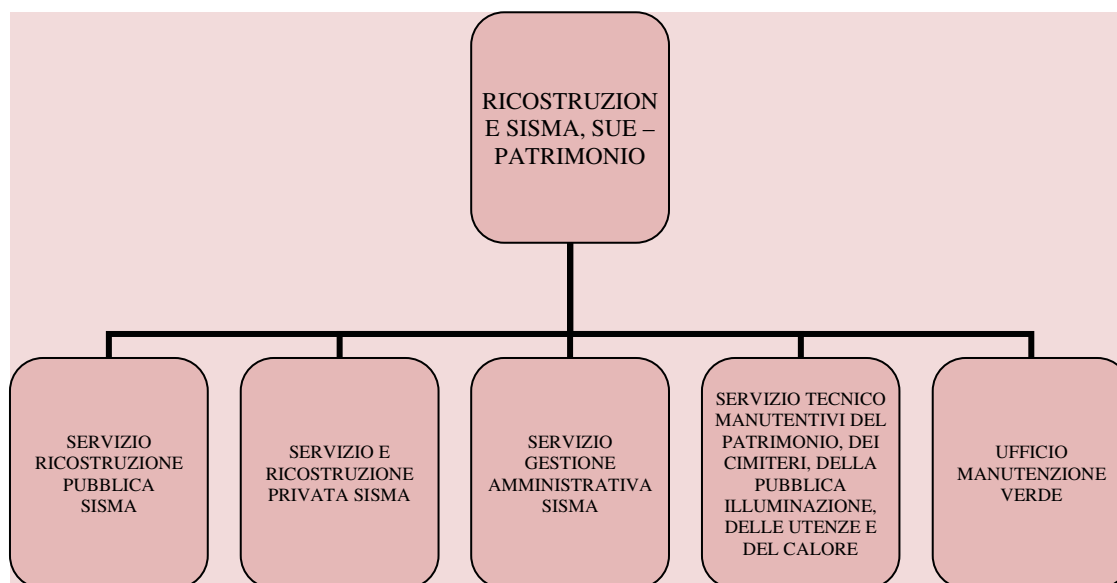 RICOSTRUZION
E SISMA, SUE –
PATRIMONIO
SERVIZIO
RICOSTRUZIONE
PUBBLICA
SISMA
SERVIZIO E
RICOSTRUZIONE
PRIVATA SISMA
SERVIZIO
GESTIONE
AMMINISTRATIVA
SISMA
SERVIZIO TECNICO
MANUTENTIVI DEL
PATRIMONIO, DEI
CIMITERI, DELLA
PUBBLICA
ILLUMINAZIONE,
DELLE UTENZE E
DEL CALORE
UFFICIO
MANUTENZIONE
VERDE